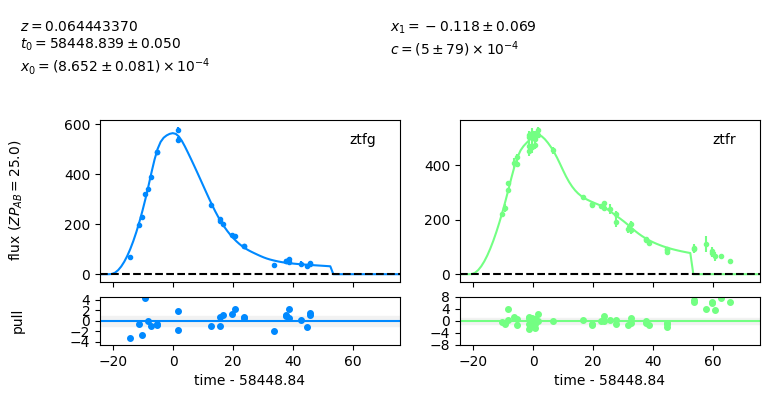 z = 0.064443370
t₀ = 58448.839 ± 0.050
x₀ = (8.652 ± 0.081) × 10⁻⁴
x₁ = −0.118 ± 0.069
c = (5 ± 79) × 10⁻⁴
flux (ZP_AB = 25.0)
600
400
200
0
ztfg
400
200
0
ztfr
pull
4
2
0
−2
−4
−20 0 20 40 60
time - 58448.84
8
4
0
−4
−8
−20 0 20 40 60
time - 58448.84